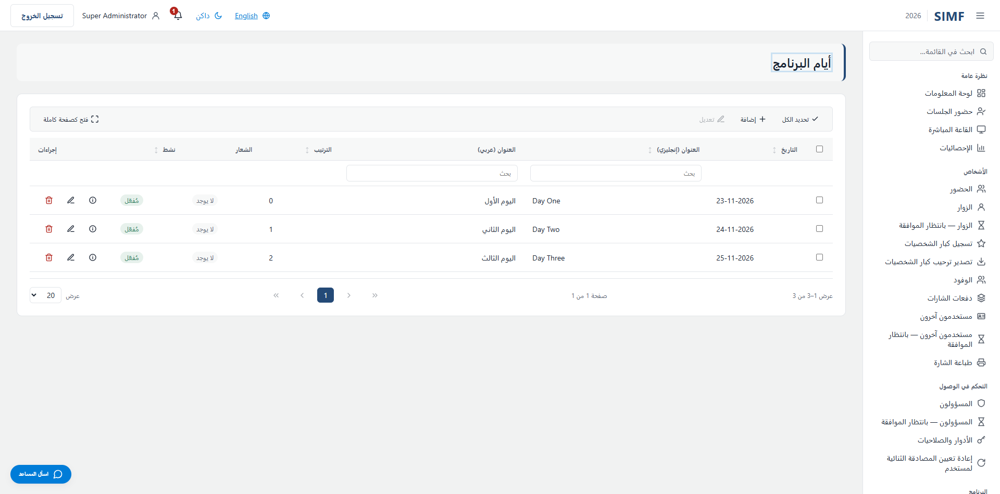 SIMF
2026
English
داكن
1
Super Administrator
تسجيل الخروج
ابحث في القائمة...
نظرة عامة
لوحة المعلومات
حضور الجلسات
القاعة المباشرة
الإحصائيات
الأشخاص
الحضور
الزوار
الزوار — بانتظار الموافقة
تسجيل كبار الشخصيات
تصدير ترحيب كبار الشخصيات
الوفود
دفعات الشارات
مستخدمون آخرون
مستخدمون آخرون — بانتظار
الموافقة
طباعة الشارة
التحكم في الوصول
المسؤولون
المسؤولون — بانتظار الموافقة
الأدوار والصلاحيات
إعادة تعيين المصادقة الثنائية
لمستخدم
البرنامج
أيام البرنامج
تحديد الكل
إضافة
تعديل
فتح كصفحة كاملة
التاريخ العنوان (إنجليزي) العنوان (عربي) الترتيب الشعار نشط إجراءات
بحث بحث
23-11-2026 Day One اليوم الأول 0 لا يوجد مُفعّل
24-11-2026 Day Two اليوم الثاني 1 لا يوجد مُفعّل
25-11-2026 Day Three اليوم الثالث 2 لا يوجد مُفعّل
عرض 1–3 من 3
صفحة 1 من 1
« ‹ 1 › »
عرض 20
اسأل المساعد